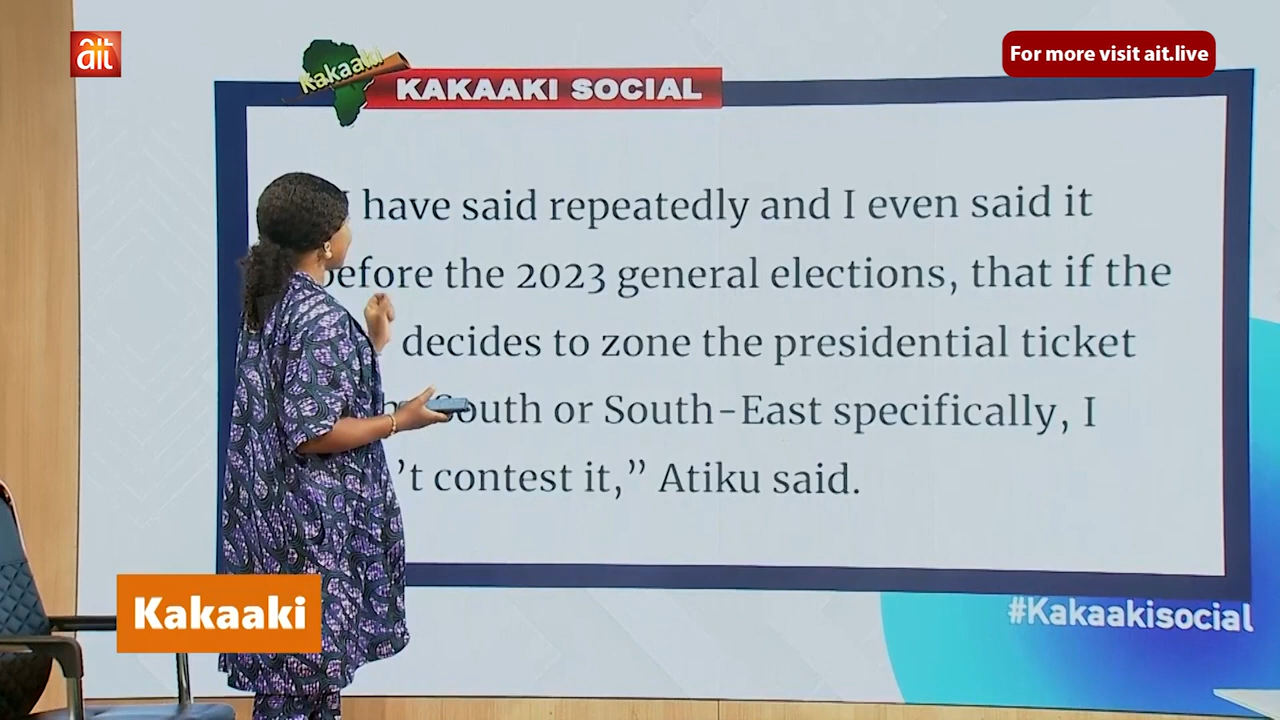 ait
For more visit ait.live
Kakaaki
KAKAAKI SOCIAL
I have said repeatedly and I even said it
before the 2023 general elections, that if the
decides to zone the presidential ticket
South or South-East specifically, I
’t contest it,” Atiku said.
Kakaaki
#Kakaakisocial